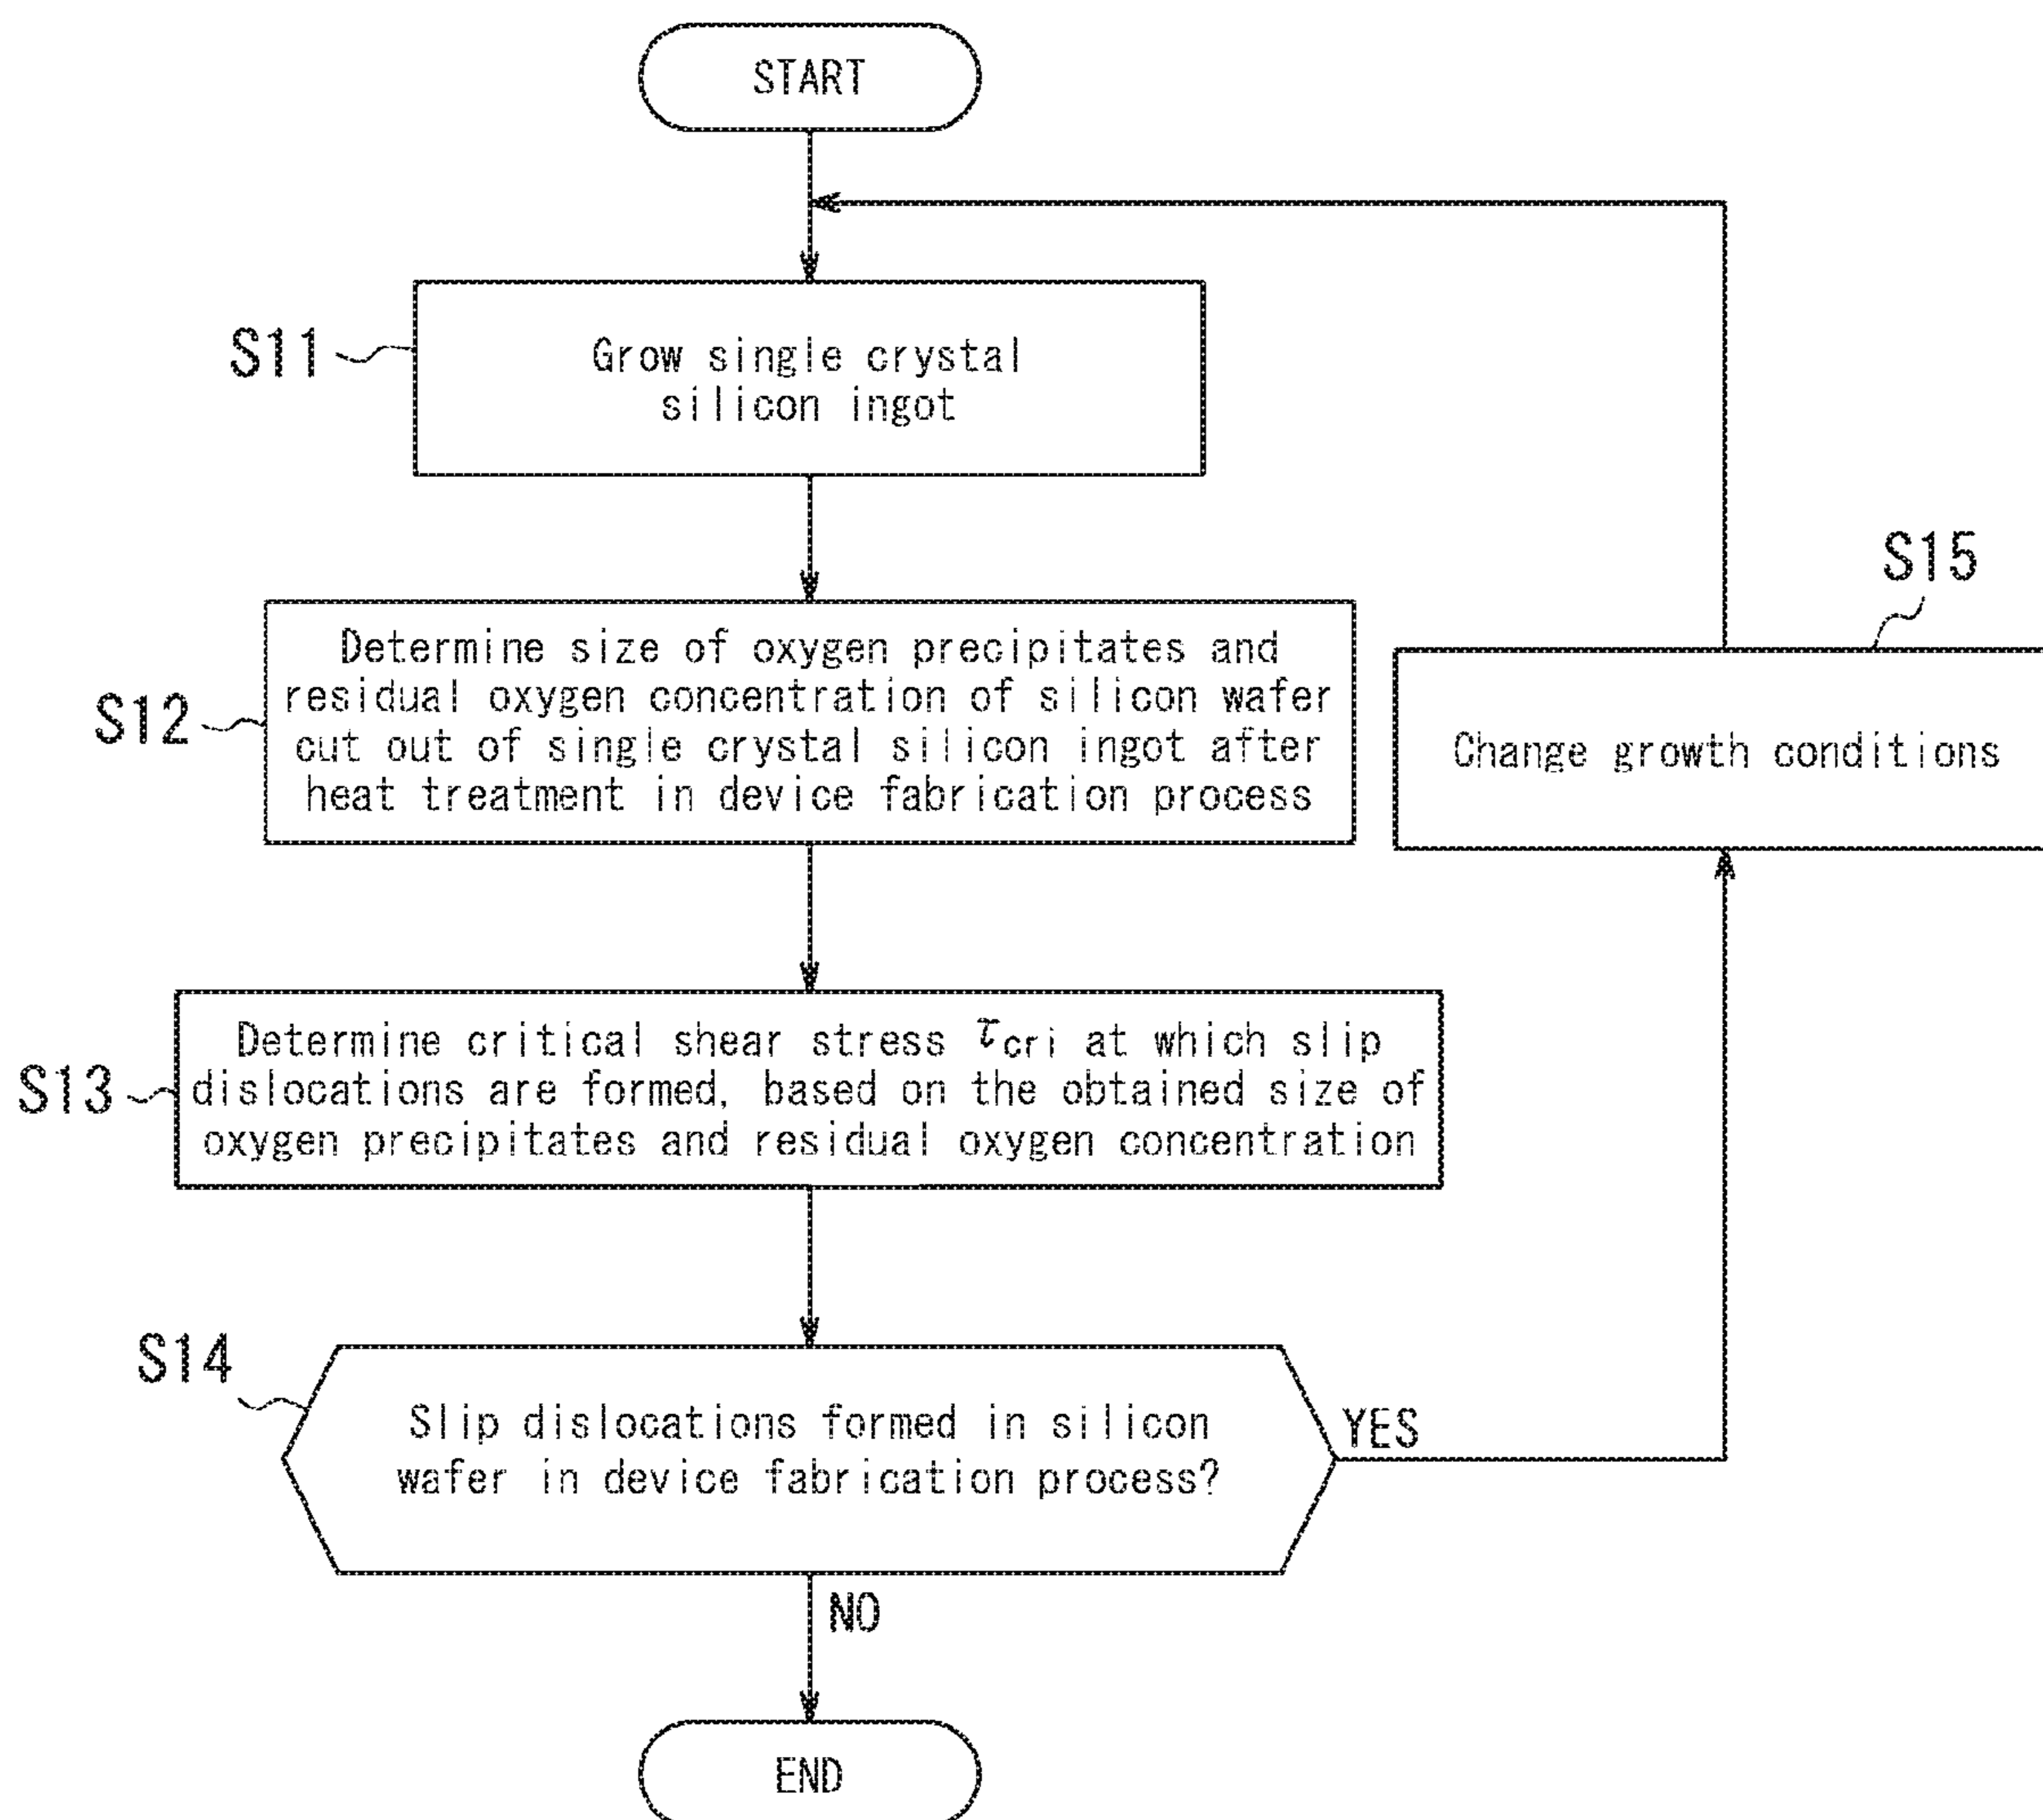 START
S11
Grow single crystal
silicon ingot
S12
Determine size of oxygen precipitates and
residual oxygen concentration of silicon wafer
cut out of single crystal silicon ingot after
heat treatment in device fabrication process
S15
Change growth conditions
S13
Determine critical shear stress τcri at which slip
dislocations are formed, based on the obtained size of
oxygen precipitates and residual oxygen concentration
S14
Slip dislocations formed in silicon
wafer in device fabrication process?
YES
NO
END